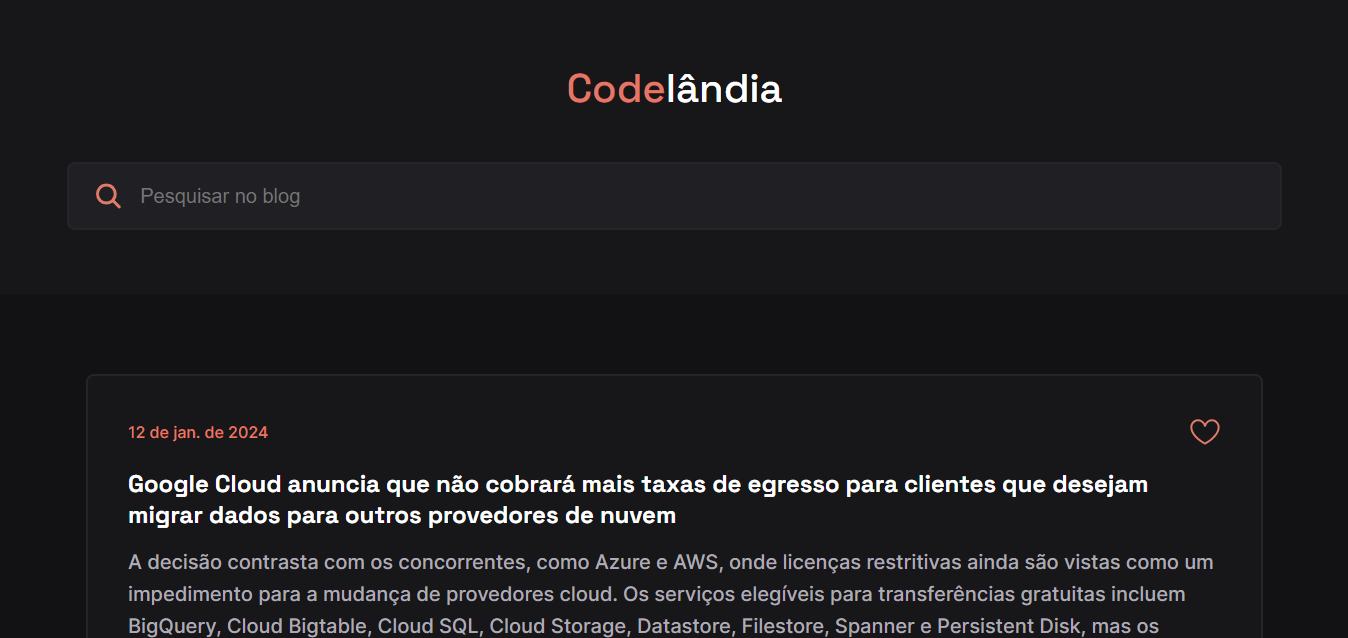 Codelândia
Pesquisar no blog
12 de jan. de 2024
Google Cloud anuncia que não cobrará mais taxas de egresso para clientes que desejam
migrar dados para outros provedores de nuvem
A decisão contrasta com os concorrentes, como Azure e AWS, onde licenças restritivas ainda são vistas como um
impedimento para a mudança de provedores cloud. Os serviços elegíveis para transferências gratuitas incluem
BigQuery, Cloud Bigtable, Cloud SQL, Cloud Storage, Datastore, Filestore, Spanner e Persistent Disk, mas os